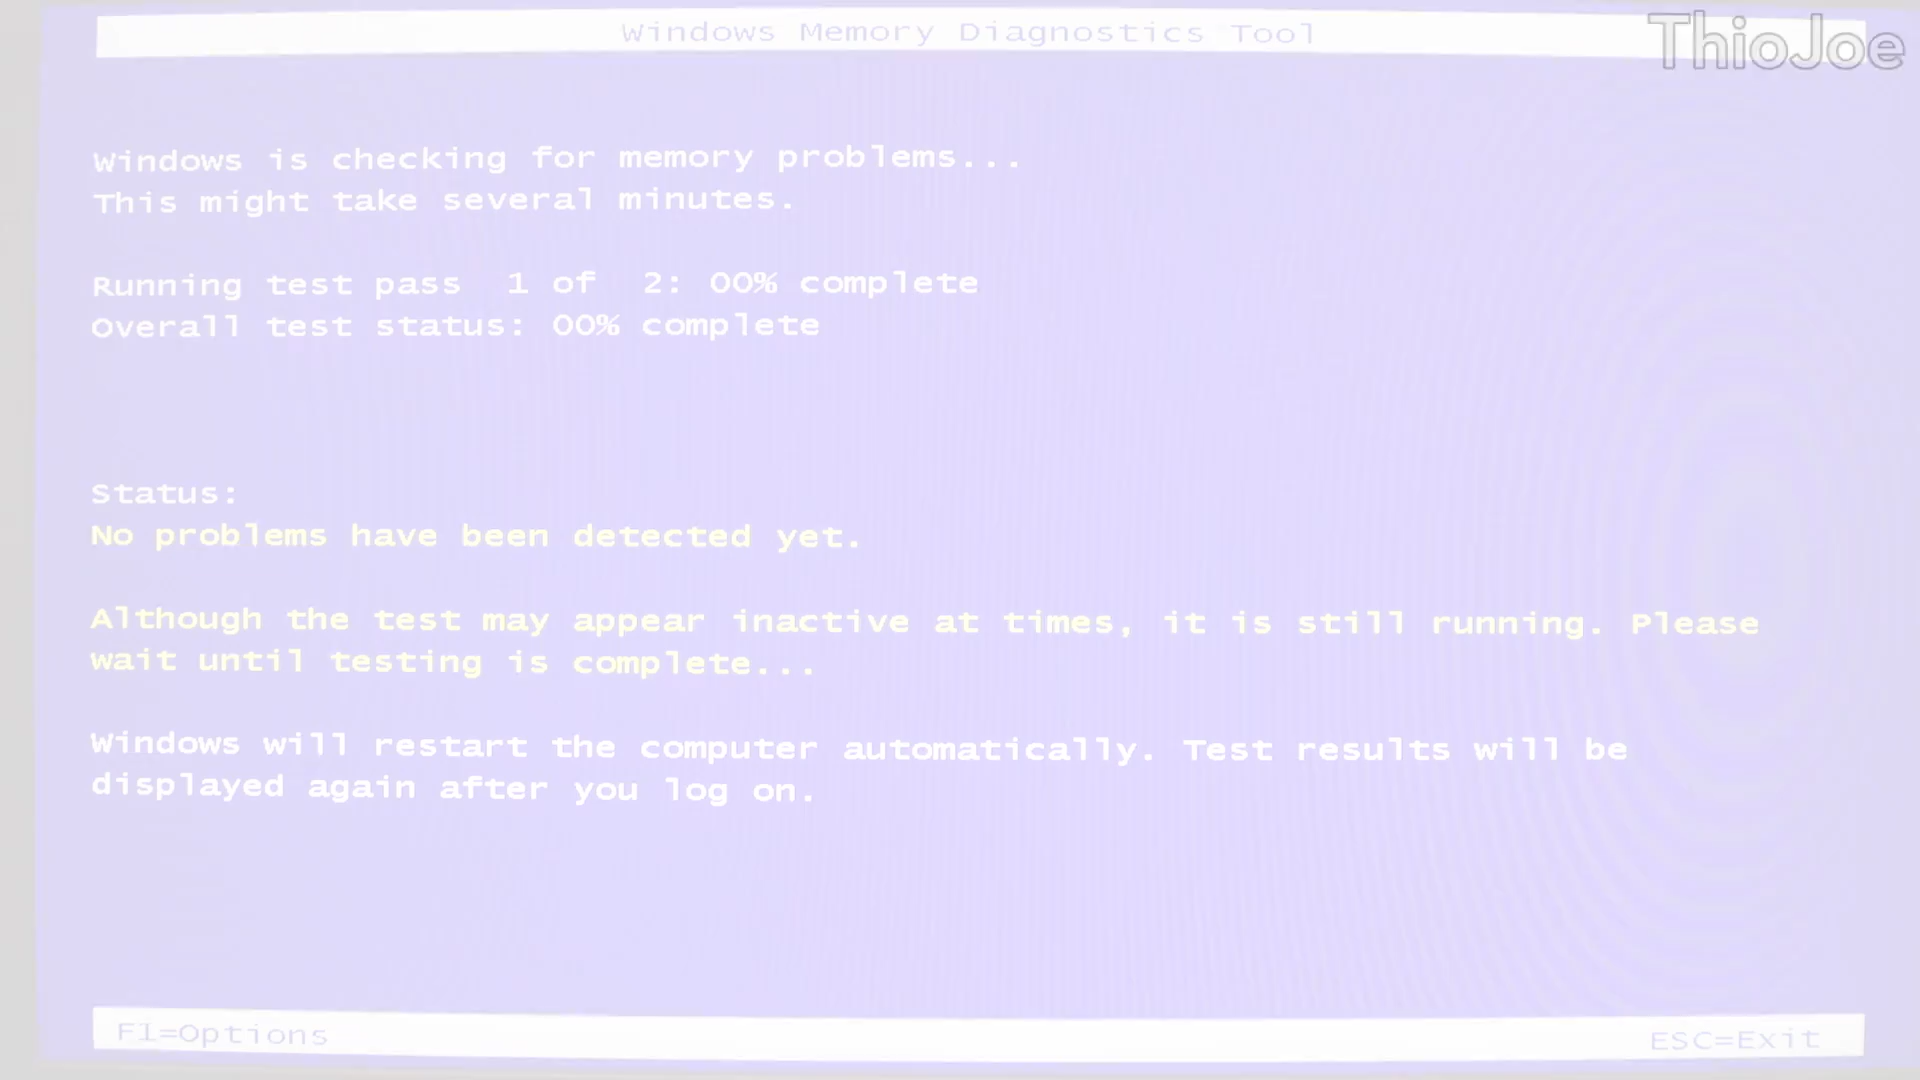 Windows Memory Diagnostics Tool
ThioJoe
Windows is checking for memory problems...
This might take several minutes.
Running test pass  1 of  2: 00% complete
Overall test status: 00% complete
Status:
No problems have been detected yet.
Although the test may appear inactive at times, it is still running. Please
wait until testing is complete...
Windows will restart the computer automatically. Test results will be
displayed again after you log on.
F1=Options
ESC=Exit